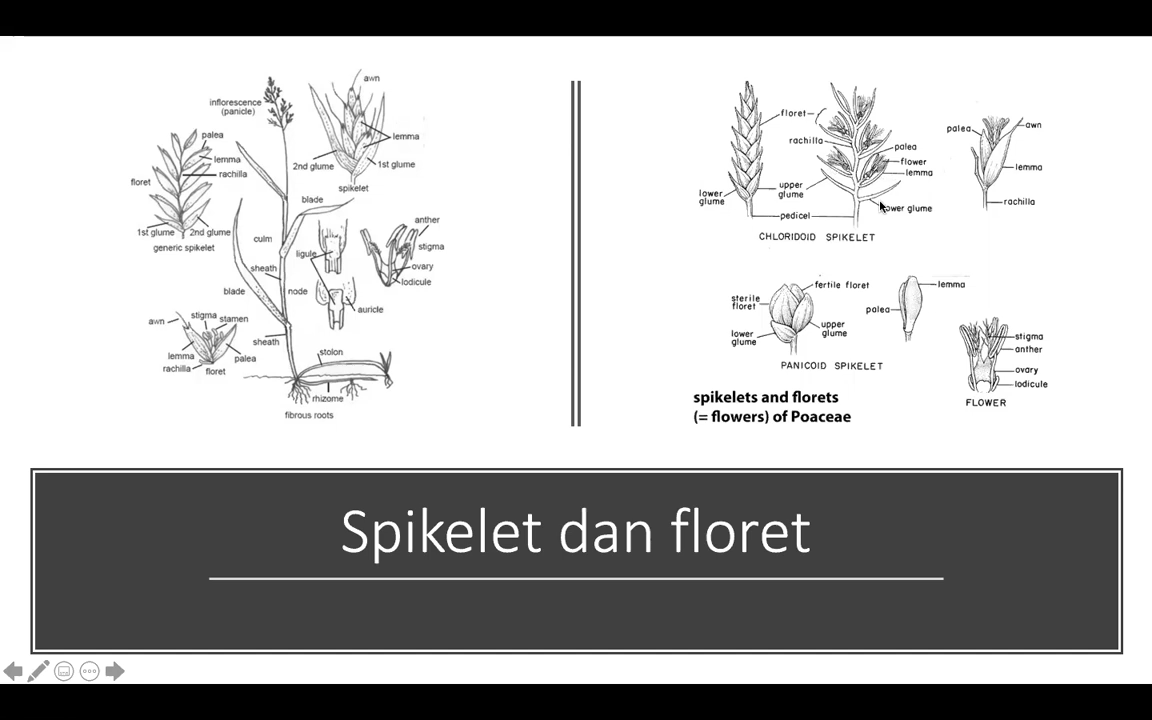 awn
inflorescence
(panicle)
palea
lemma
lemma
rachilla
2nd glume
1st glume
floret
spikelet
blade
1st glume
2nd glume
generic spikelet
culm
anther
stigma
ligule
ovary
sheath
lodicule
blade
node
auricle
awn
stigma
stamen
sheath
lemma
palea
rachilla
floret
stolon
rhizome
fibrous roots
floret
rachilla
palea
flower
lemma
lower
glume
upper
glume
lower glume
pedicel
CHLORIDOID SPIKELET
palea
awn
lemma
rachilla
sterile
floret
fertile floret
lower
glume
upper
glume
PANICOID SPIKELET
palea
lemma
stigma
anther
ovary
lodicule
FLOWER
spikelets and florets
(= flowers) of Poaceae
Spikelet dan floret